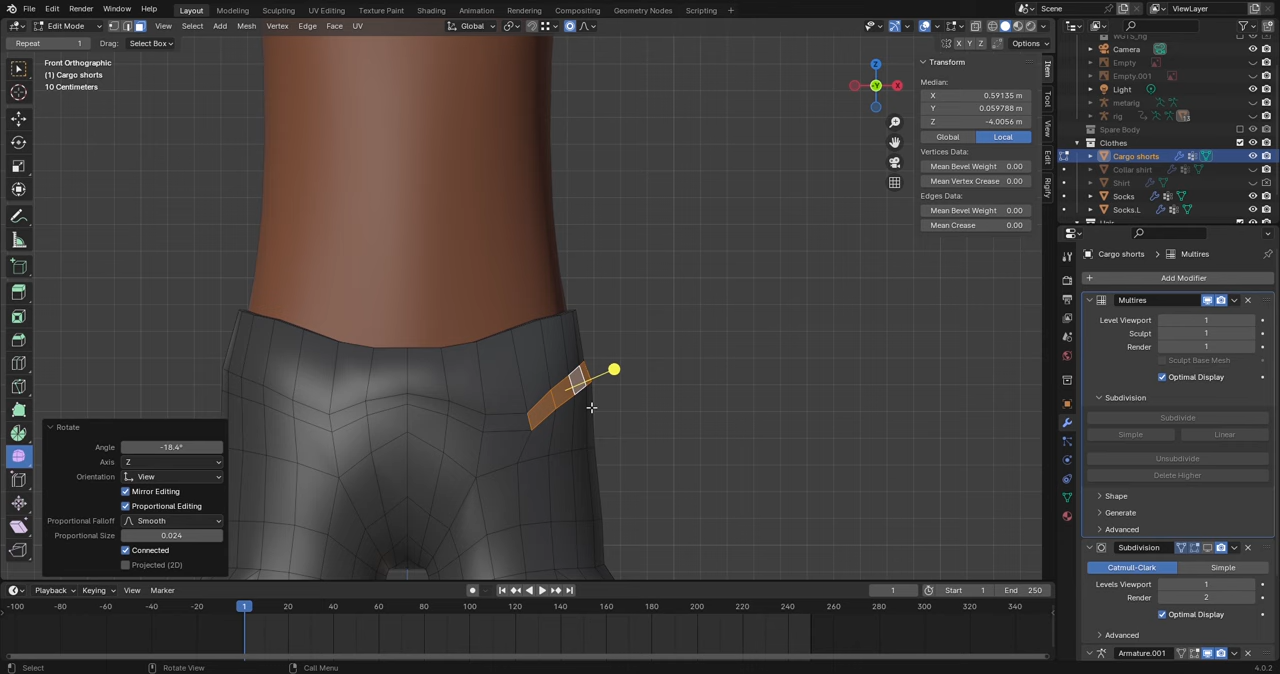 File Edit Render Window Help Layout Modeling Sculpting UV Editing Texture Paint Shading Animation Rendering Compositing Geometry Nodes Scripting + Scene ViewLayer
Edit Mode View Select Add Mesh Vertex Edge Face UV Global
Repeat 1 Drag: Select Box X Y Z Options
Front Orthographic
(1) Cargo shorts
10 Centimeters
Transform
Median:
X 0.59135 m
Y 0.059788 m
Z -4.0056 m
Global Local
Vertices Data:
Mean Bevel Weight 0.00
Mean Vertex Crease 0.00
Edges Data:
Mean Bevel Weight 0.00
Mean Crease 0.00
Item
Tool
View
Edit
Rigify
Z
X
Y
Camera
Empty
Empty.001
Light
metarig
rig
13
Spare Body
Clothes
Cargo shorts
Collar shirt
Shirt
Socks
Socks.L
Cargo shorts > Multires
+ Add Modifier
Multires
Level Viewport 1
Sculpt 1
Render 1
Sculpt Base Mesh
Optimal Display
Subdivision
Subdivide
Simple Linear
Unsubdivide
Delete Higher
Shape
Generate
Advanced
Subdivision
Catmull-Clark Simple
Levels Viewport 1
Render 2
Optimal Display
Advanced
Armature.001
Rotate
Angle -18.4°
Axis Z
Orientation View
Mirror Editing
Proportional Editing
Proportional Falloff Smooth
Proportional Size 0.024
Connected
Projected (2D)
Playback Keying View Marker 1 Start 1 End 250
-100 -80 -60 -40 -20 1 20 40 60 80 100 120 140 160 180 200 220 240 260 280 300 320 340
Select Rotate View Call Menu 4.0.2